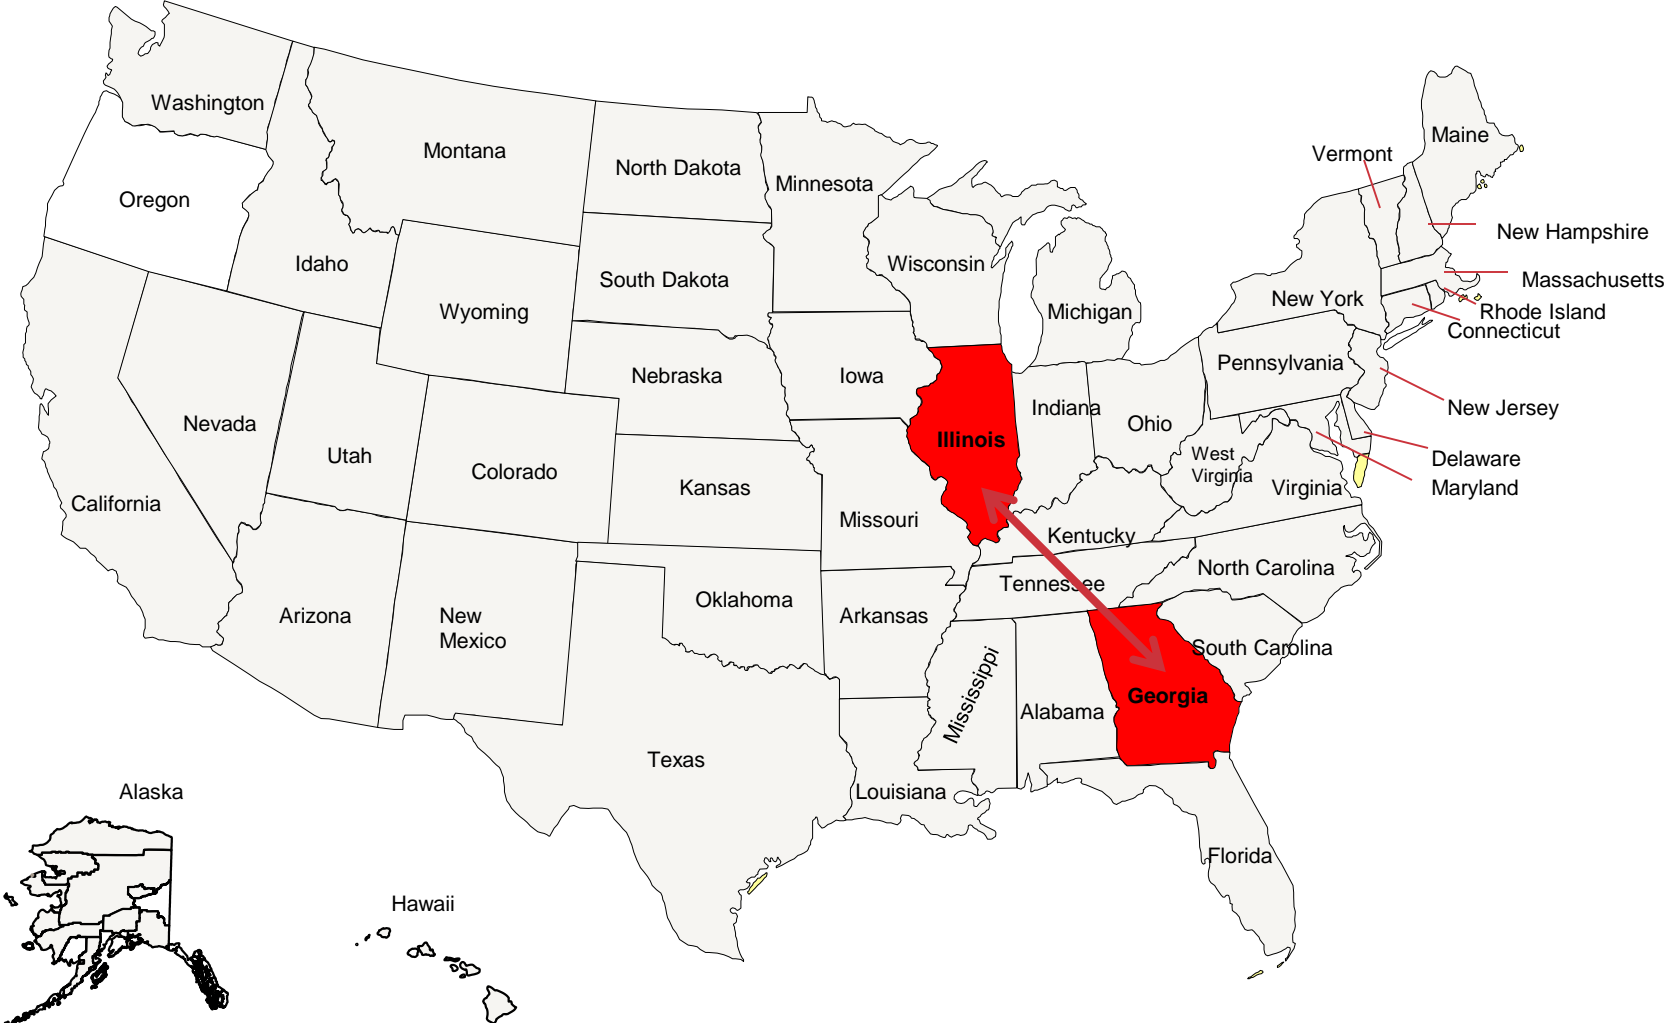 Washington
Montana
North Dakota
Minnesota
Vermont
Maine
Oregon
Idaho
Wyoming
South Dakota
Wisconsin
Michigan
New York
New Hampshire
Massachusetts
Rhode Island
Connecticut
Nebraska
Iowa
Pennsylvania
New Jersey
Nevada
Utah
Colorado
Kansas
Illinois
Indiana
Ohio
West
Virginia
Virginia
Delaware
Maryland
California
Missouri
Kentucky
Arizona
New
Mexico
Oklahoma
Arkansas
Tennessee
North Carolina
South Carolina
Mississippi
Alabama
Georgia
Texas
Louisiana
Florida
Alaska
Hawaii